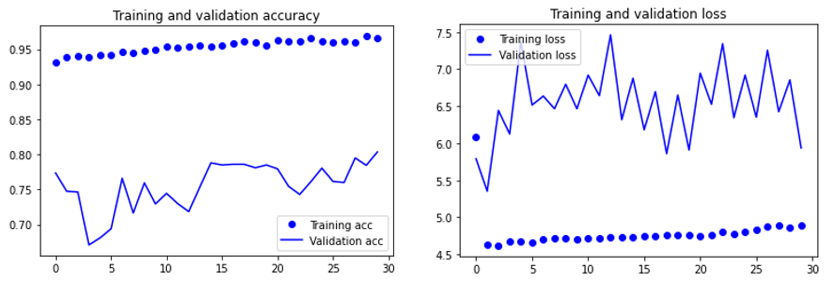 Training and validation accuracy
0.95
0.90
0.85
0.80
0.75
0.70
Training acc
Validation acc
0 5 10 15 20 25 30
Training and validation loss
7.5
7.0
6.5
6.0
5.5
5.0
4.5
Training loss
Validation loss
0 5 10 15 20 25 30